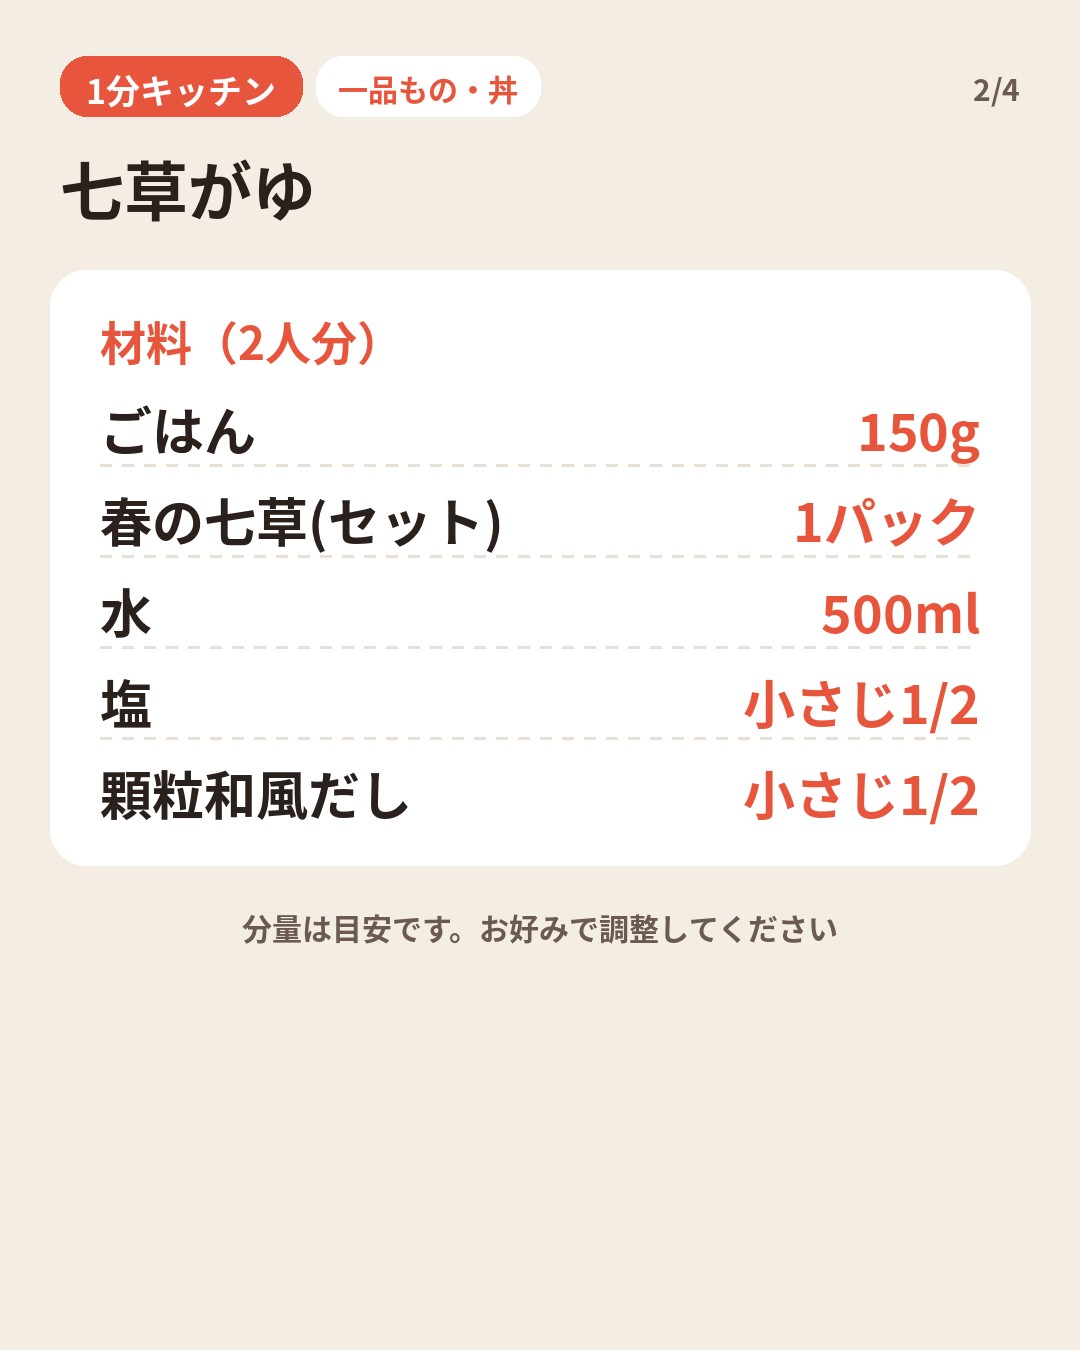 1分キッチン 一品もの・丼 2/4
七草がゆ
材料（2人分）
ごはん 150g
春の七草(セット) 1パック
水 500ml
塩 小さじ1/2
顆粒和風だし 小さじ1/2
分量は目安です。お好みで調整してください